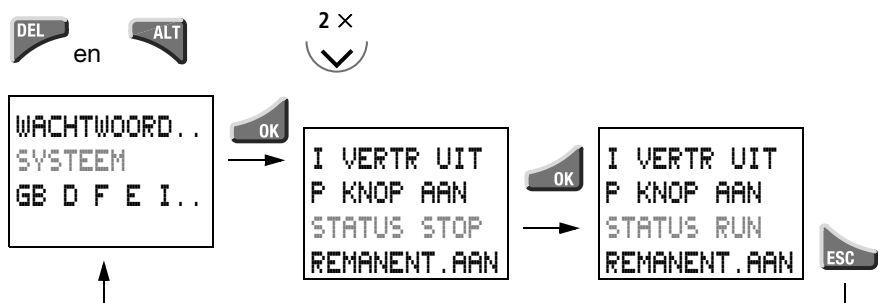 DEL en ALT
2 ×
WACHTWOORD..
SYSTEEM
GB D F E I..
OK
I VERTR UIT
P KNOP AAN
STATUS STOP
REMANENT.AAN
OK
I VERTR UIT
P KNOP AAN
STATUS RUN
REMANENT.AAN
ESC